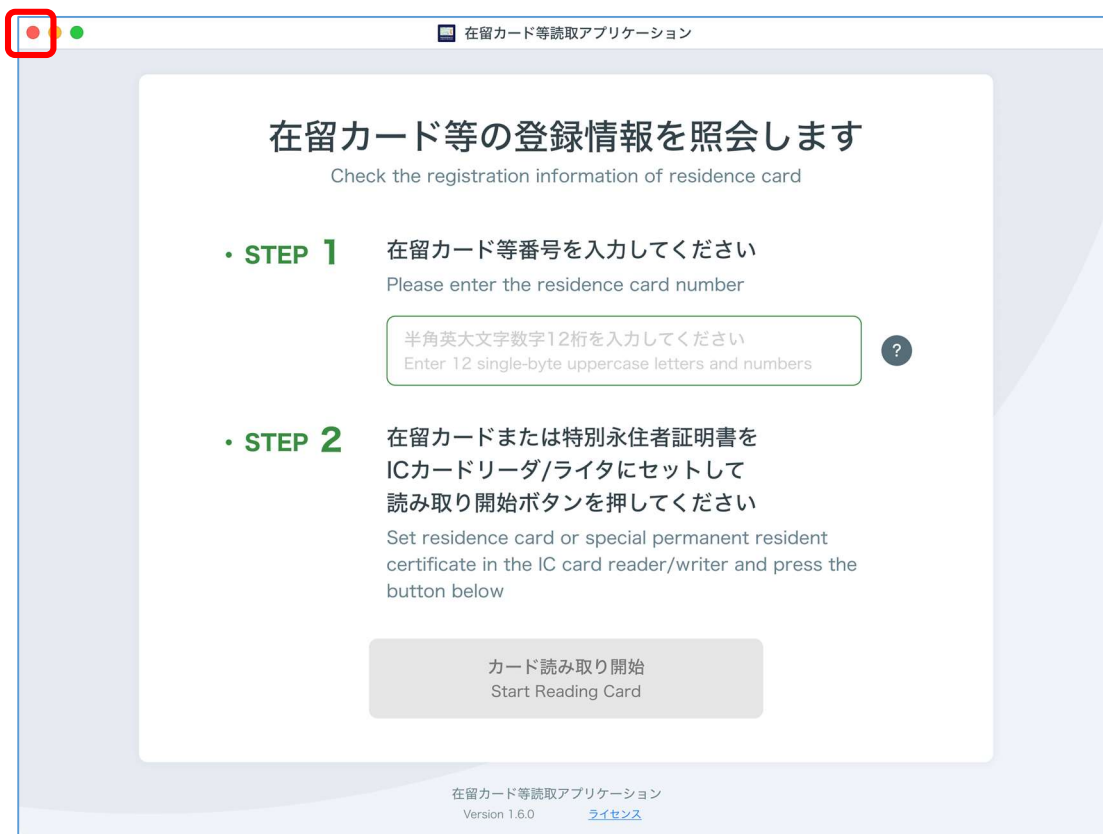 在留カード等読取アプリケーション
在留カード等の登録情報を照会します
Check the registration information of residence card
・STEP 1
在留カード等番号を入力してください
Please enter the residence card number
半角英大文字数字12桁を入力してください
Enter 12 single-byte uppercase letters and numbers
?
・STEP 2
在留カードまたは特別永住者証明書を
ICカードリーダ/ライタにセットして
読み取り開始ボタンを押してください
Set residence card or special permanent resident
certificate in the IC card reader/writer and press the
button below
カード読み取り開始
Start Reading Card
在留カード等読取アプリケーション
Version 1.6.0 ライセンス